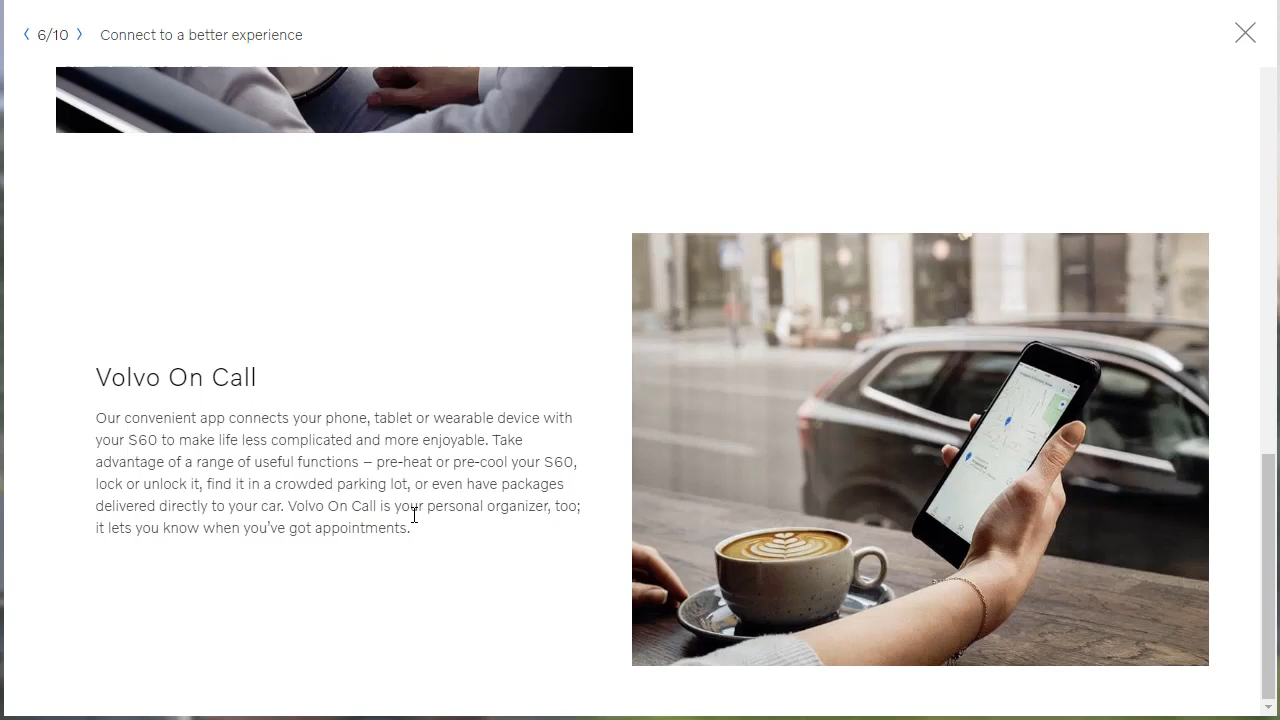 6/10 Connect to a better experience
Volvo On Call
Our convenient app connects your phone, tablet or wearable device with
your S60 to make life less complicated and more enjoyable. Take
advantage of a range of useful functions – pre-heat or pre-cool your S60,
lock or unlock it, find it in a crowded parking lot, or even have packages
delivered directly to your car. Volvo On Call is your personal organizer, too;
it lets you know when you've got appointments.